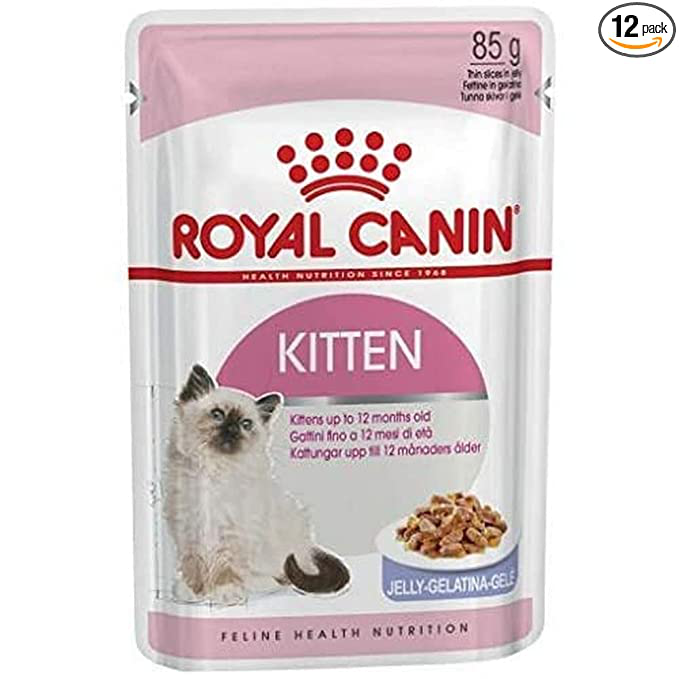 12 pack
85 g
Thin slices in jelly
Fettine in gelatina
Tunna skivor i gelé
ROYAL CANIN®
HEALTH NUTRITION SINCE 1968
KITTEN
Kittens up to 12 months old
Gattini fino a 12 mesi di età
Kattungar upp till 12 månaders ålder
JELLY-GELATINA-GELÉ
FELINE HEALTH NUTRITION